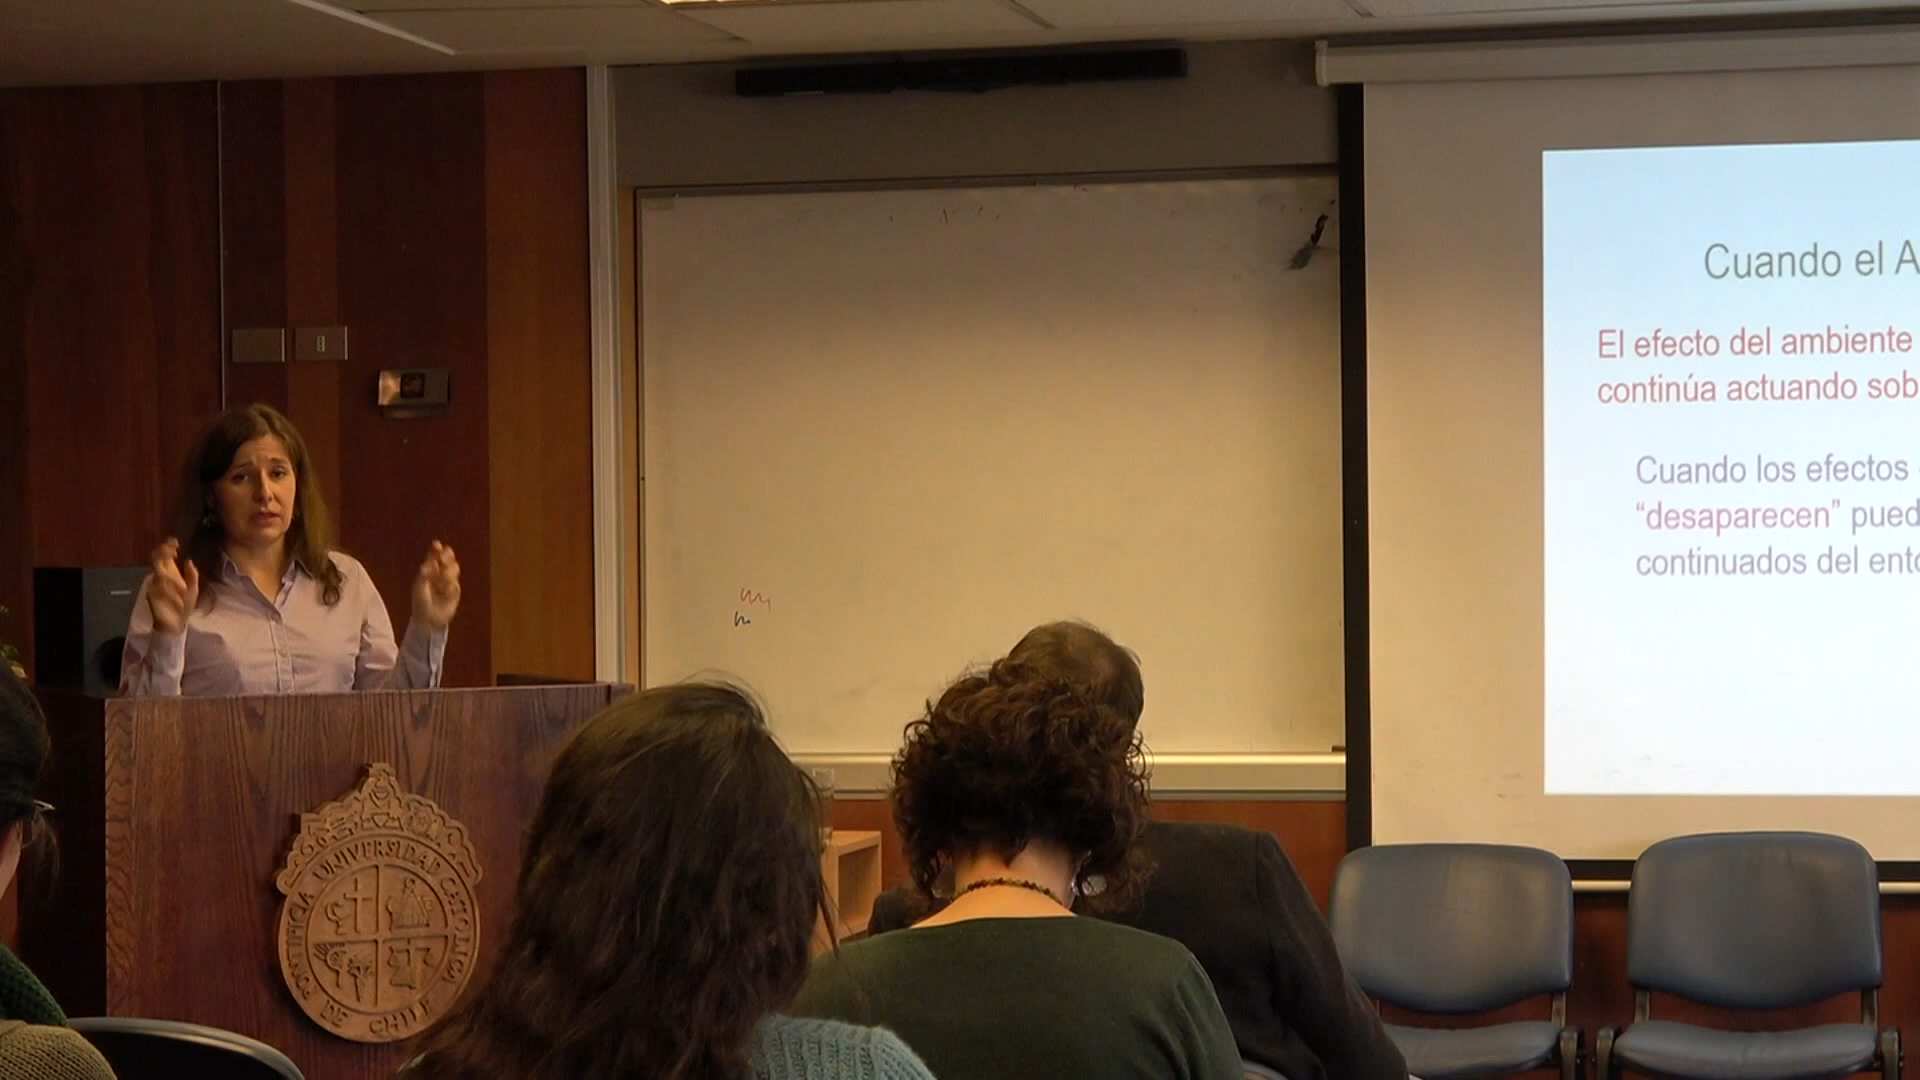 Cuando el A
El efecto del ambiente
continúa actuando sob
Cuando los efectos
“desaparecen” pued
continuados del ento
PONTIFICIA UNIVERSIDAD CATOLICA
DE CHILE